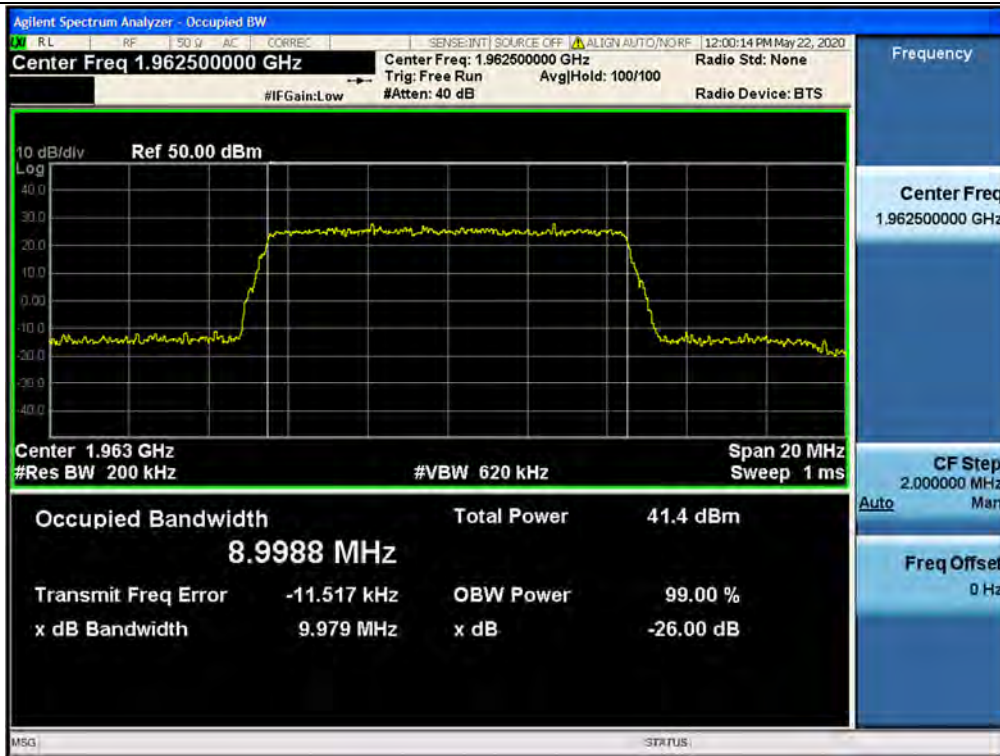 Agilent Spectrum Analyzer - Occupied BW
LXI RL RF 50 Ω AC CORREC SENSE:INT SOURCE OFF ALIGN AUTO/NO RF 12:00:14 PM May 22, 2020
Center Freq 1.962500000 GHz
Center Freq: 1.962500000 GHz Radio Std: None
Trig: Free Run Avg|Hold: 100/100
#IFGain:Low #Atten: 40 dB Radio Device: BTS
10 dB/div Ref 50.00 dBm
Log
40.0
30.0
20.0
10.0
0.00
-10.0
-20.0
-30.0
-40.0
Center 1.963 GHz Span 20 MHz
#Res BW 200 kHz #VBW 620 kHz Sweep 1 ms
Occupied Bandwidth Total Power 41.4 dBm
8.9988 MHz
Transmit Freq Error -11.517 kHz OBW Power 99.00 %
x dB Bandwidth 9.979 MHz x dB -26.00 dB
MSG STATUS
Frequency
Center Freq
1.962500000 GHz
CF Step
2.000000 MHz
Auto Man
Freq Offset
0 Hz